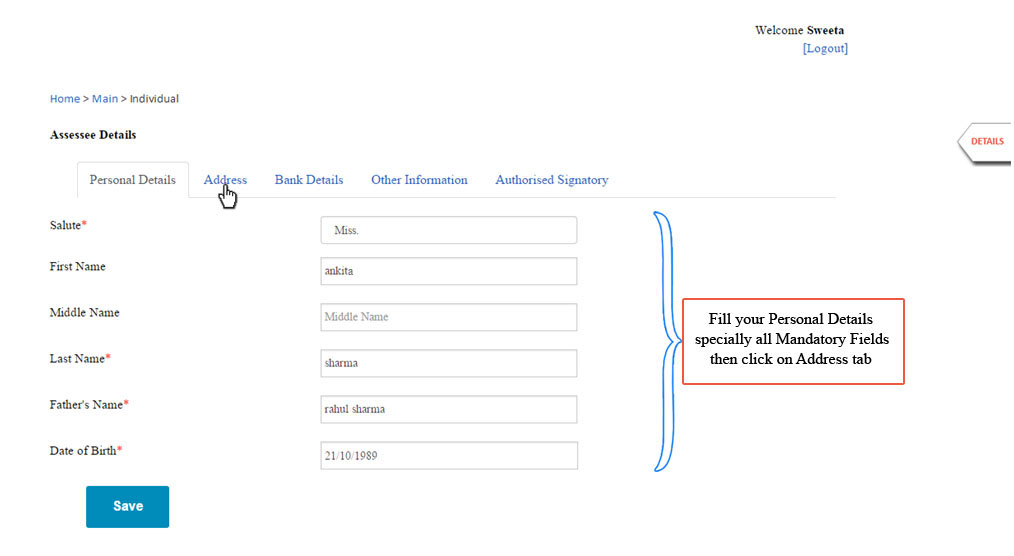 Welcome Sweeta
[Logout]
Home > Main > Individual
Assessee Details
DETAILS
Personal Details Address Bank Details Other Information Authorised Signatory
Salute* Miss.
First Name ankita
Middle Name Middle Name
Last Name* sharma
Father's Name* rahul sharma
Date of Birth* 21/10/1989
Fill your Personal Details
specially all Mandatory Fields
then click on Address tab
Save